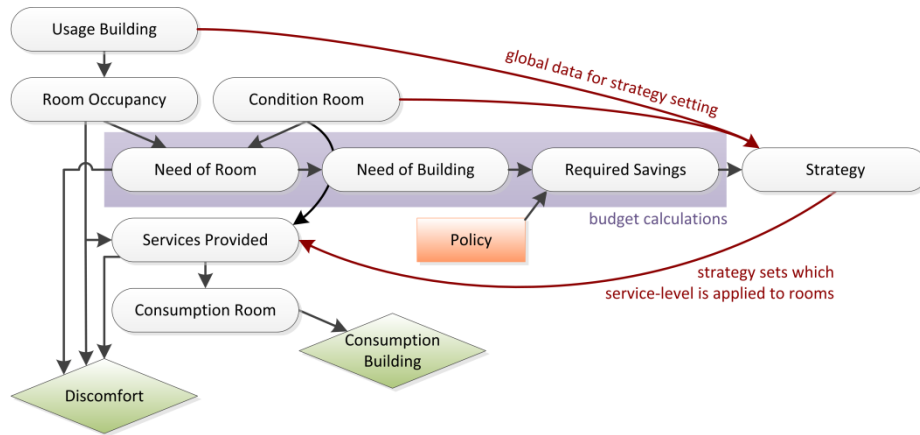 Usage Building
global data for strategy setting
Room Occupancy
Condition Room
Need of Room
Need of Building
Required Savings
Strategy
budget calculations
Services Provided
Policy
strategy sets which
service-level is applied to rooms
Consumption Room
Consumption
Building
Discomfort